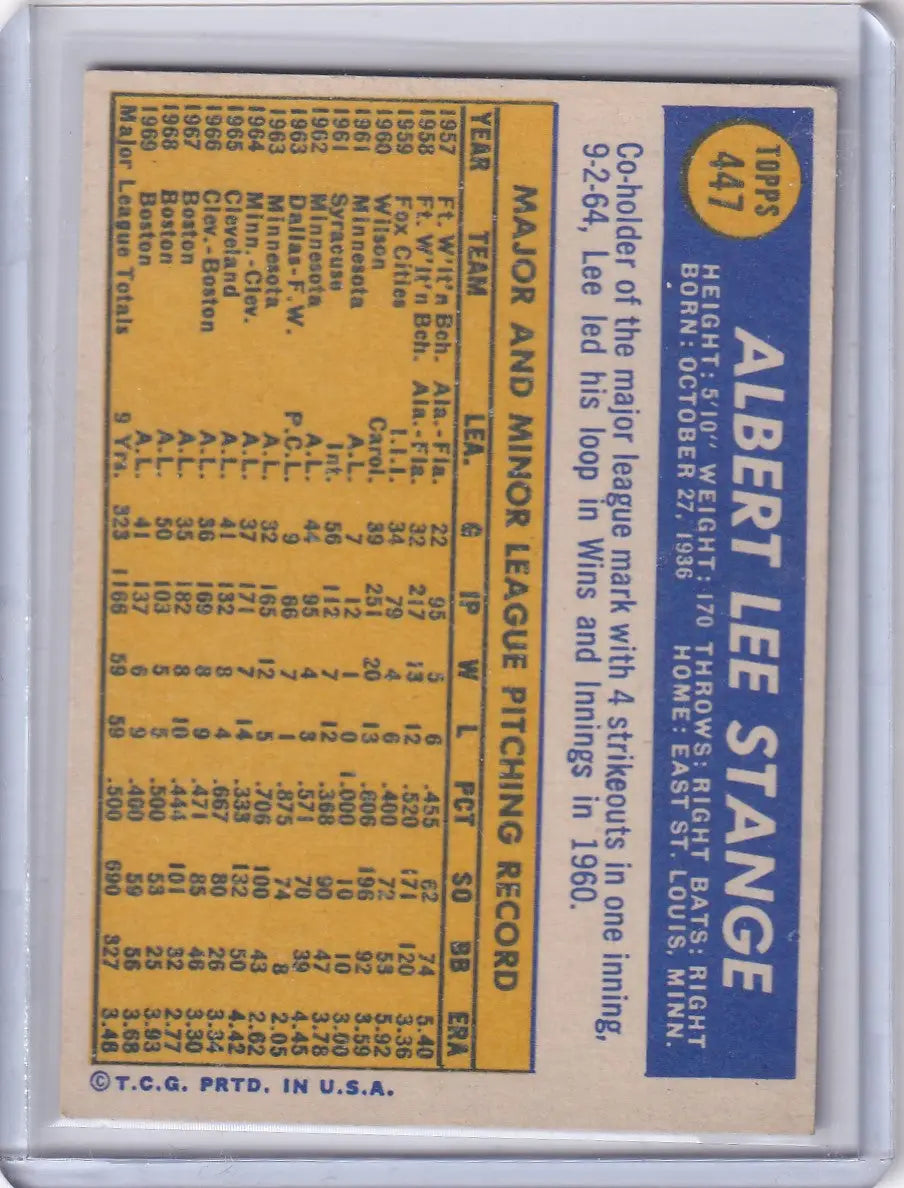 TOPPS
447
ALBERT LEE STANGE
HEIGHT: 5'10" WEIGHT: 170 THROWS: RIGHT BATS: RIGHT
BORN: OCTOBER 27, 1936 HOME: EAST ST. LOUIS, MINN.
Co-holder of the major league mark with 4 strikeouts in one inning,
9-2-64, Lee led his loop in Wins and Innings in 1960.
MAJOR AND MINOR LEAGUE PITCHING RECORD
YEAR TEAM LEA. G IP W L PCT SO BB ERA
1957 Ft. W'lt'n Bch. Ala.-Fla. 22 95 5 6 .455 62 74 5.40
1958 Ft. W'lt'n Bch. Ala.-Fla. 32 217 13 12 .520 171 120 3.36
1959 Fox Cities I.I.I. 34 79 4 6 .400 72 53 5.92
1960 Wilson Carol. 39 251 20 13 .606 196 92 3.59
1961 Minnesota A.L. 7 12 1 0 1.000 10 10 3.00
1961 Syracuse Int. 56 112 7 12 .368 90 47 3.78
1962 Minnesota A.L. 44 95 4 3 .571 70 39 4.45
1963 Dallas-F.W. P.C.L. 9 66 7 1 .875 74 8 2.05
1963 Minnesota A.L. 32 165 12 5 .706 100 43 2.62
1964 Minn.-Clev. A.L. 37 171 7 14 .333 132 50 4.42
1965 Cleveland A.L. 41 132 8 4 .667 80 26 3.34
1966 Clev.-Boston A.L. 36 169 8 9 .471 85 46 3.30
1967 Boston A.L. 35 182 8 10 .444 101 32 2.77
1968 Boston A.L. 50 103 5 5 .500 53 25 3.93
1969 Boston A.L. 41 137 6 9 .400 59 56 3.68
Major League Totals 9 Yrs. 323 1166 59 59 .500 690 327 3.48
©T.C.G. PRTD. IN U.S.A.